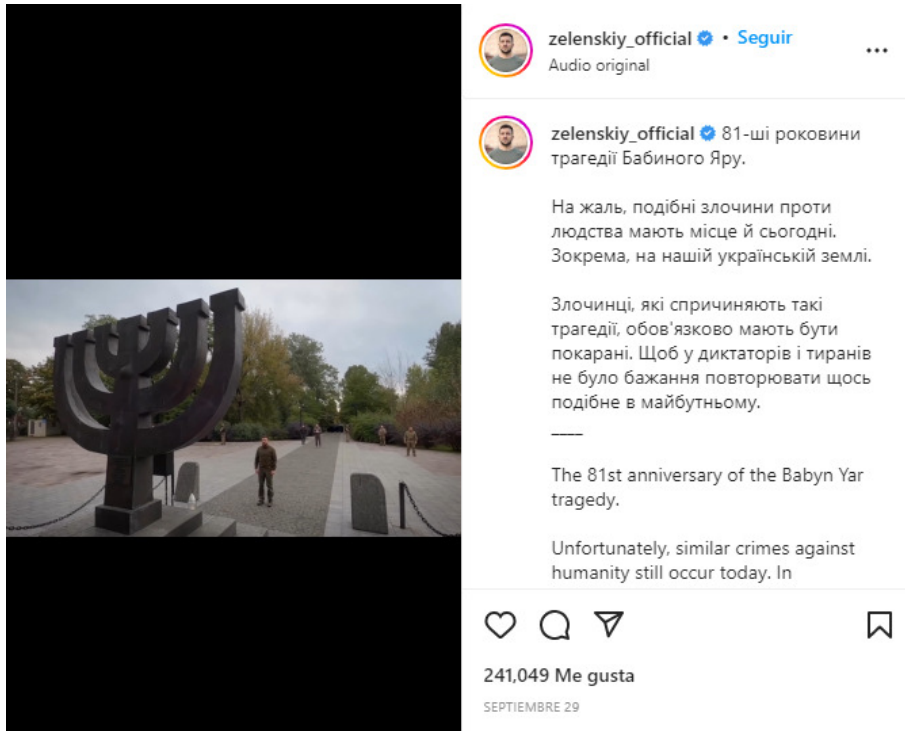 zelenskiy_official • Seguir
Audio original
zelenskiy_official 81-ші роковини
трагедії Бабиного Яру.
На жаль, подібні злочини проти
людства мають місце й сьогодні.
Зокрема, на нашій українській землі.
Злочинці, які спричиняють такі
трагедії, обов'язково мають бути
покарані. Щоб у диктаторів і тиранів
не було бажання повторювати щось
подібне в майбутньому.
____
The 81st anniversary of the Babyn Yar
tragedy.
Unfortunately, similar crimes against
humanity still occur today. In
241,049 Me gusta
SEPTIEMBRE 29